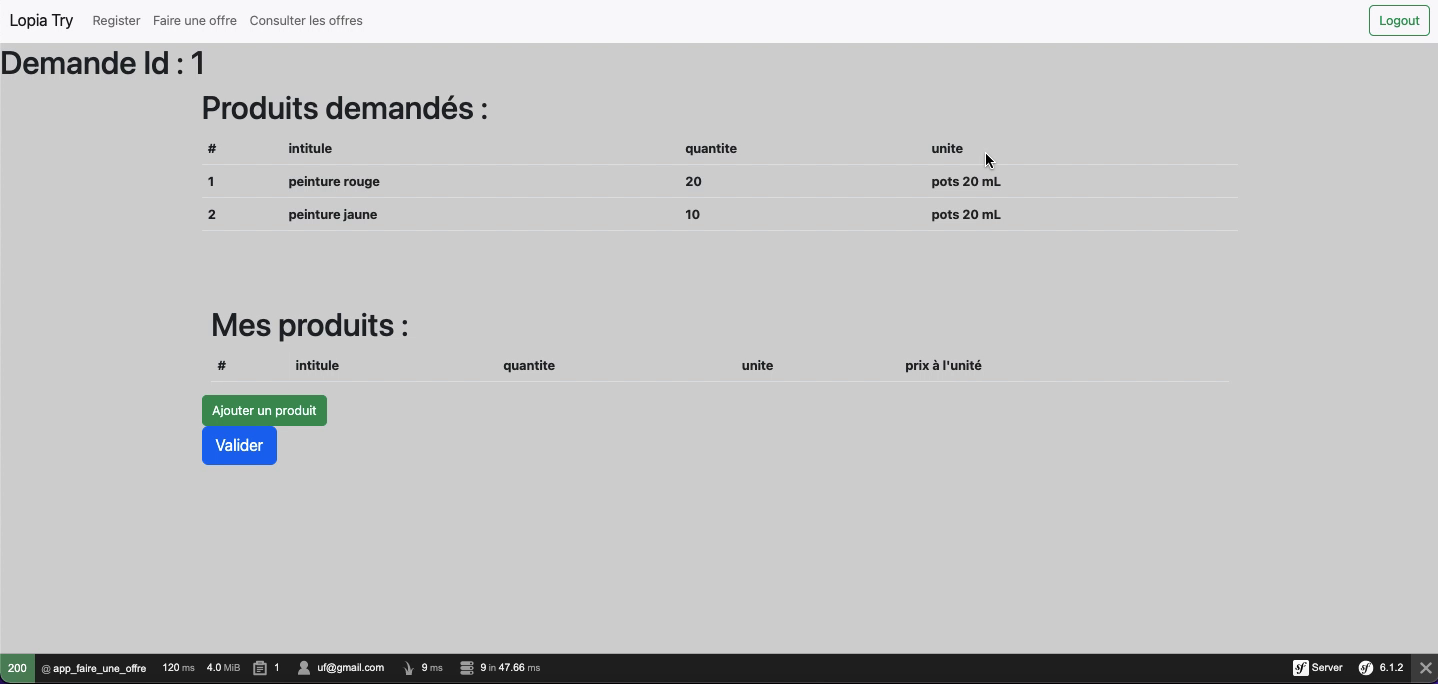 Lopia Try Register Faire une offre Consulter les offres Logout
Demande Id : 1
Produits demandés :
# intitule quantite unite
1 peinture rouge 20 pots 20 mL
2 peinture jaune 10 pots 20 mL
Mes produits :
# intitule quantite unite prix à l'unité
Ajouter un produit
Valider
200 @ app_faire_une_offre 120 ms 4.0 MiB 1 uf@gmail.com 9 ms 9 in 47.66 ms Server 6.1.2